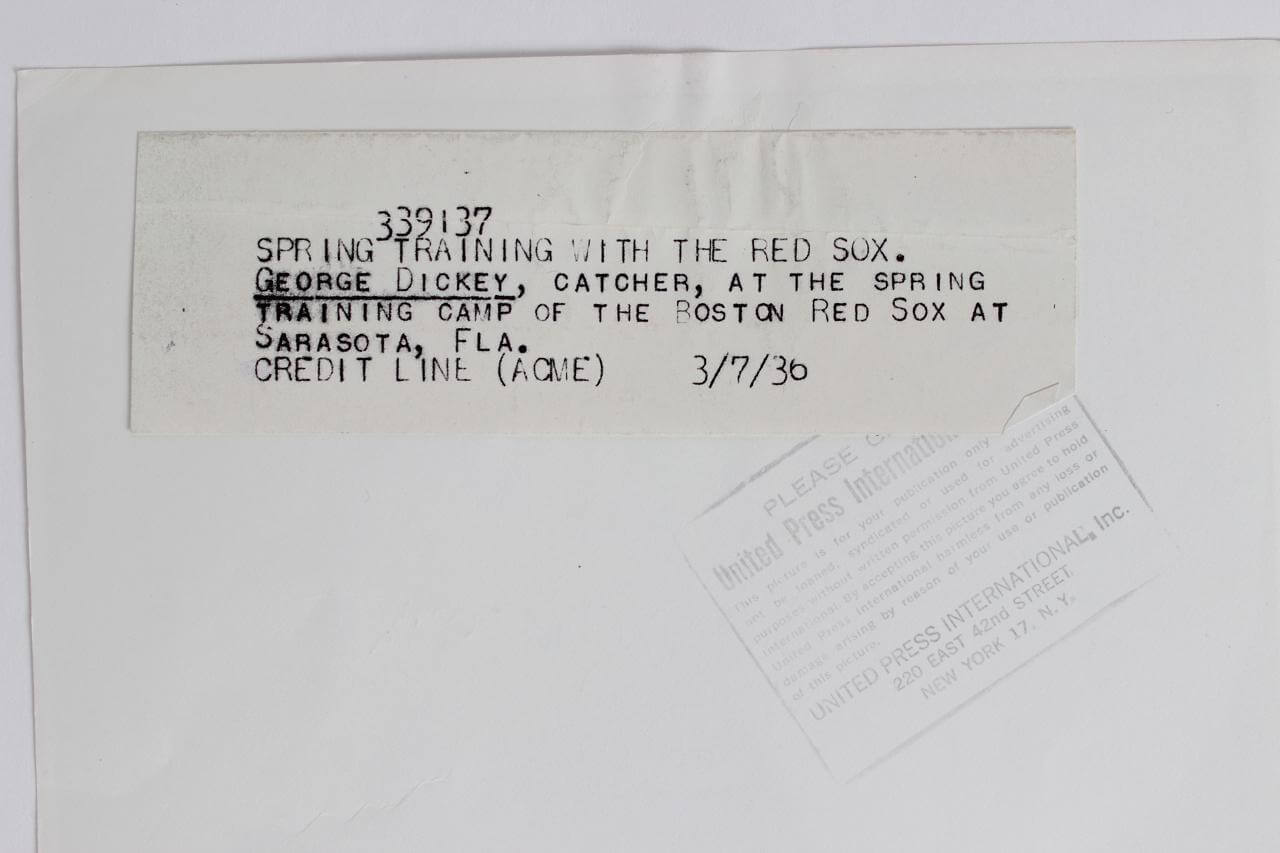 339137
SPRING TRAINING WITH THE RED SOX.
GEORGE DICKEY, CATCHER, AT THE SPRING
TRAINING CAMP OF THE BOSTON RED SOX AT
SARASOTA, FLA.
CREDIT LINE (ACME) 3/7/36
PLEASE
United Press International
This picture is for your publication only
not be loaned, syndicated or used for advertising
purposes without written permission from United Press
International. By accepting this picture you agree to hold
United Press International harmless from any loss or
damage arising by reason of your use or publication
of this picture.
UNITED PRESS INTERNATIONAL, Inc.
220 EAST 42nd STREET
NEW YORK 17, N. Y.